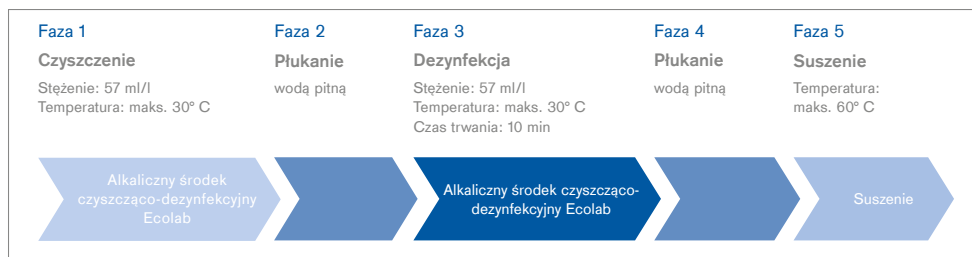 Faza 1
Czyszczenie
Stężenie: 57 ml/l
Temperatura: maks. 30° C
Faza 2
Płukanie
wodą pitną
Faza 3
Dezynfekcja
Stężenie: 57 ml/l
Temperatura: maks. 30° C
Czas trwania: 10 min
Faza 4
Płukanie
wodą pitną
Faza 5
Suszenie
Temperatura:
maks. 60° C
Alkaliczny środek
czyszcząco-dezynfekcyjny
Ecolab
Alkaliczny środek czyszcząco-
dezynfekcyjny Ecolab
Suszenie